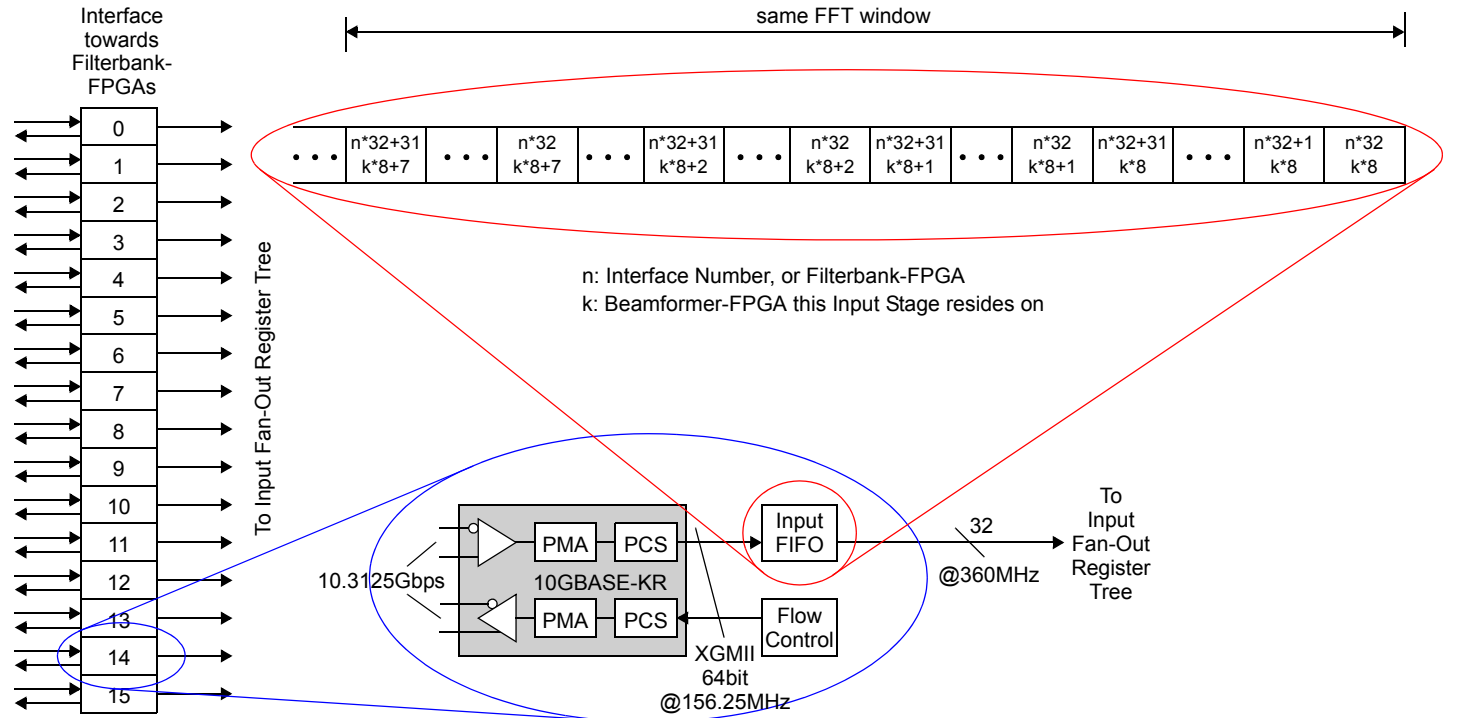 Interface
towards
Filterbank-
FPGAs
same FFT window
0
1
2
3
4
5
6
7
8
9
10
11
12
13
14
15
To Input Fan-Out Register Tree
• • • n*32+31 • • • n*32 • • • n*32+31 • • • n*32 n*32+31 • • • n*32 n*32+31 • • • n*32+1 n*32
k*8+7 k*8+7 k*8+2 k*8+2 k*8+1 k*8+1 k*8 k*8 k*8
n: Interface Number, or Filterbank-FPGA
k: Beamformer-FPGA this Input Stage resides on
10.3125Gbps
PMA
PCS
10GBASE-KR
PMA
PCS
Input
FIFO
Flow
Control
XGMII
64bit
@156.25MHz
32
@360MHz
To
Input
Fan-Out
Register
Tree